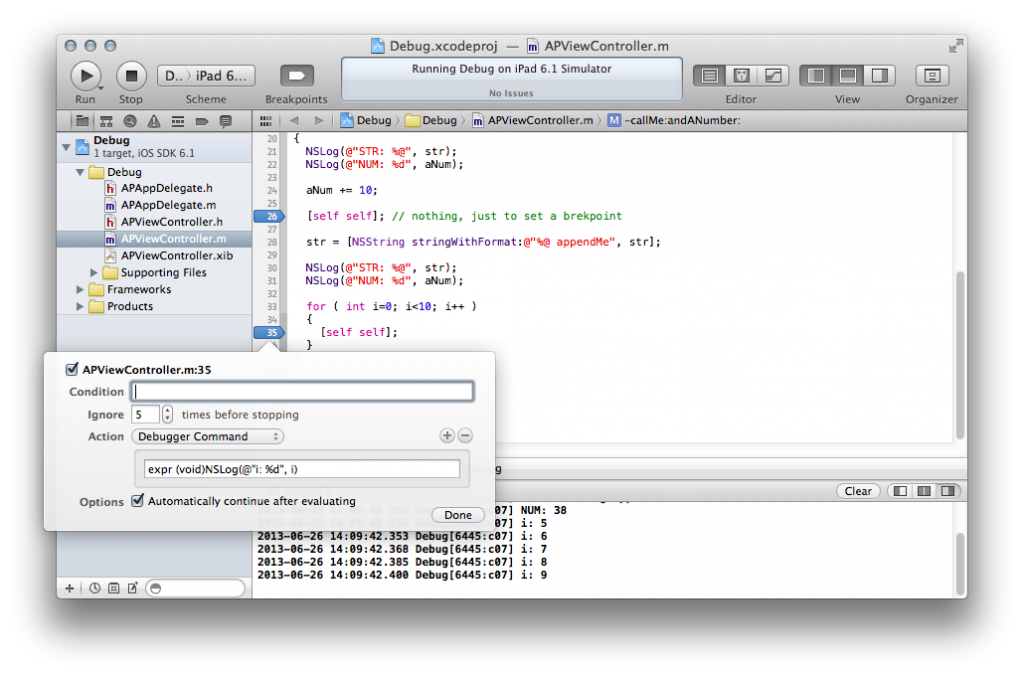 Debug.xcodeproj — APViewController.m
D.. 〉 iPad 6...
Running Debug on iPad 6.1 Simulator
No Issues
Run Stop Scheme Breakpoints Editor View Organizer
Debug 〉 Debug 〉 m APViewController.m 〉 M -callMe:andANumber:
Debug
1 target, iOS SDK 6.1
Debug
h APAppDelegate.h
m APAppDelegate.m
h APViewController.h
m APViewController.m
APViewController.xib
Supporting Files
Frameworks
Products
20 {
21 NSLog(@"STR: %@", str);
22 NSLog(@"NUM: %d", aNum);
23
24 aNum += 10;
25
26 [self self]; // nothing, just to set a brekpoint
27
28 str = [NSString stringWithFormat:@"%@ appendMe", str];
29
30 NSLog(@"STR: %@", str);
31 NSLog(@"NUM: %d", aNum);
32
33 for ( int i=0; i<10; i++ )
34 {
35 [self self];
}
APViewController.m:35
Condition
Ignore 5 times before stopping
Action Debugger Command
expr (void)NSLog(@"i: %d", i)
Options Automatically continue after evaluating
Done
Clear
c07] NUM: 38
c07] i: 5
2013-06-26 14:09:42.353 Debug[6445:c07] i: 6
2013-06-26 14:09:42.368 Debug[6445:c07] i: 7
2013-06-26 14:09:42.385 Debug[6445:c07] i: 8
2013-06-26 14:09:42.400 Debug[6445:c07] i: 9